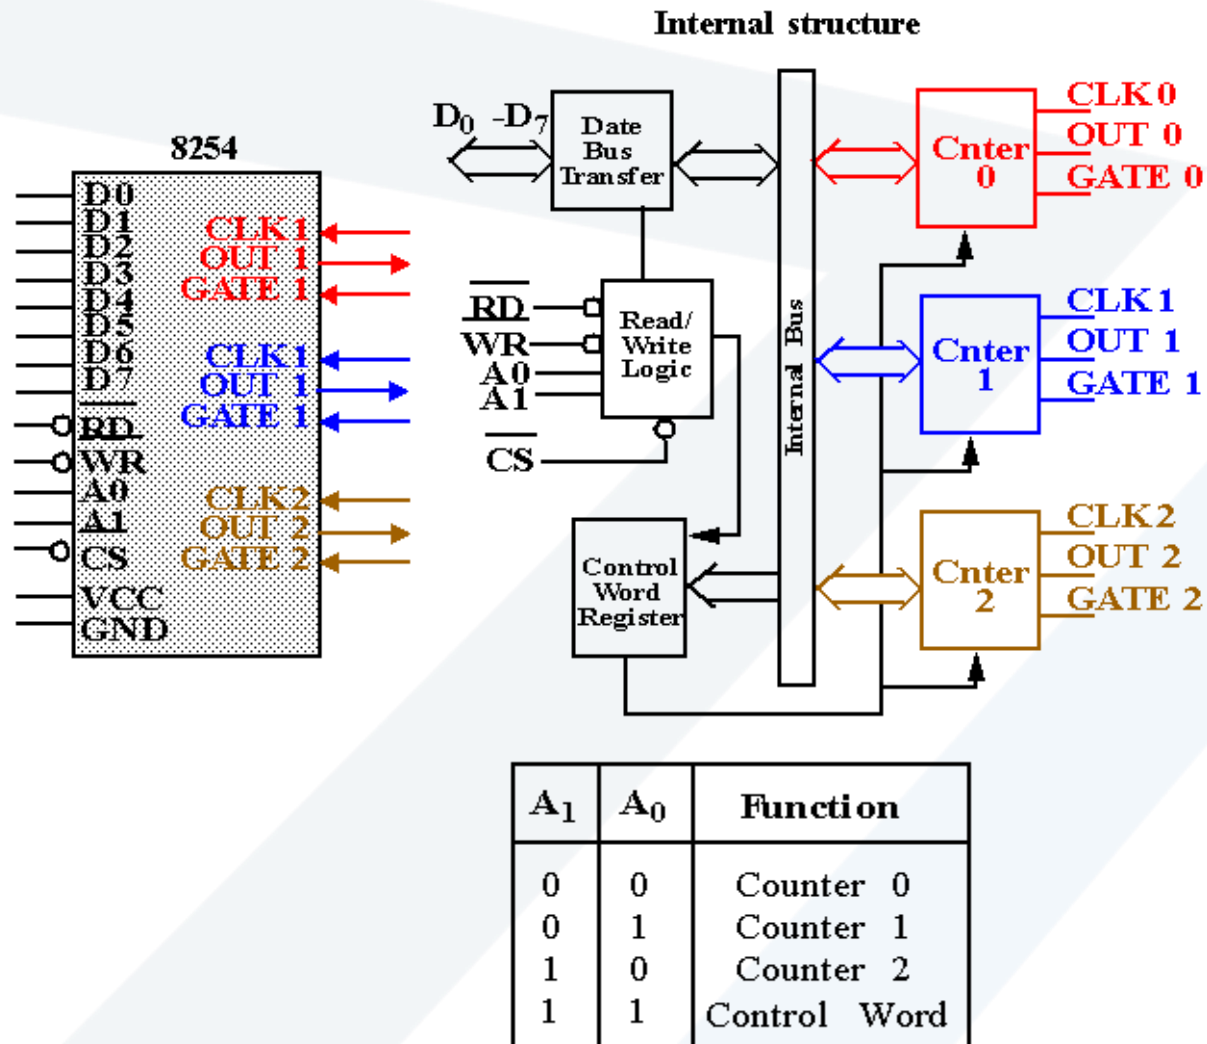 Internal structure
8254
D0
D1
D2
D3
D4
D5
D6
D7
RD
WR
A0
A1
CS
VCC
GND
CLK1
OUT 1
GATE 1
CLK1
OUT 1
GATE 1
CLK2
OUT 2
GATE 2
D0 -D7
Date
Bus
Transfer
RD
WR
A0
A1
CS
Read/
Write
Logic
Control
Word
Register
Internal Bus
Cnter
0
CLK0
OUT 0
GATE 0
Cnter
1
CLK1
OUT 1
GATE 1
Cnter
2
CLK2
OUT 2
GATE 2
A1 A0 Function
0 0 Counter 0
0 1 Counter 1
1 0 Counter 2
1 1 Control Word